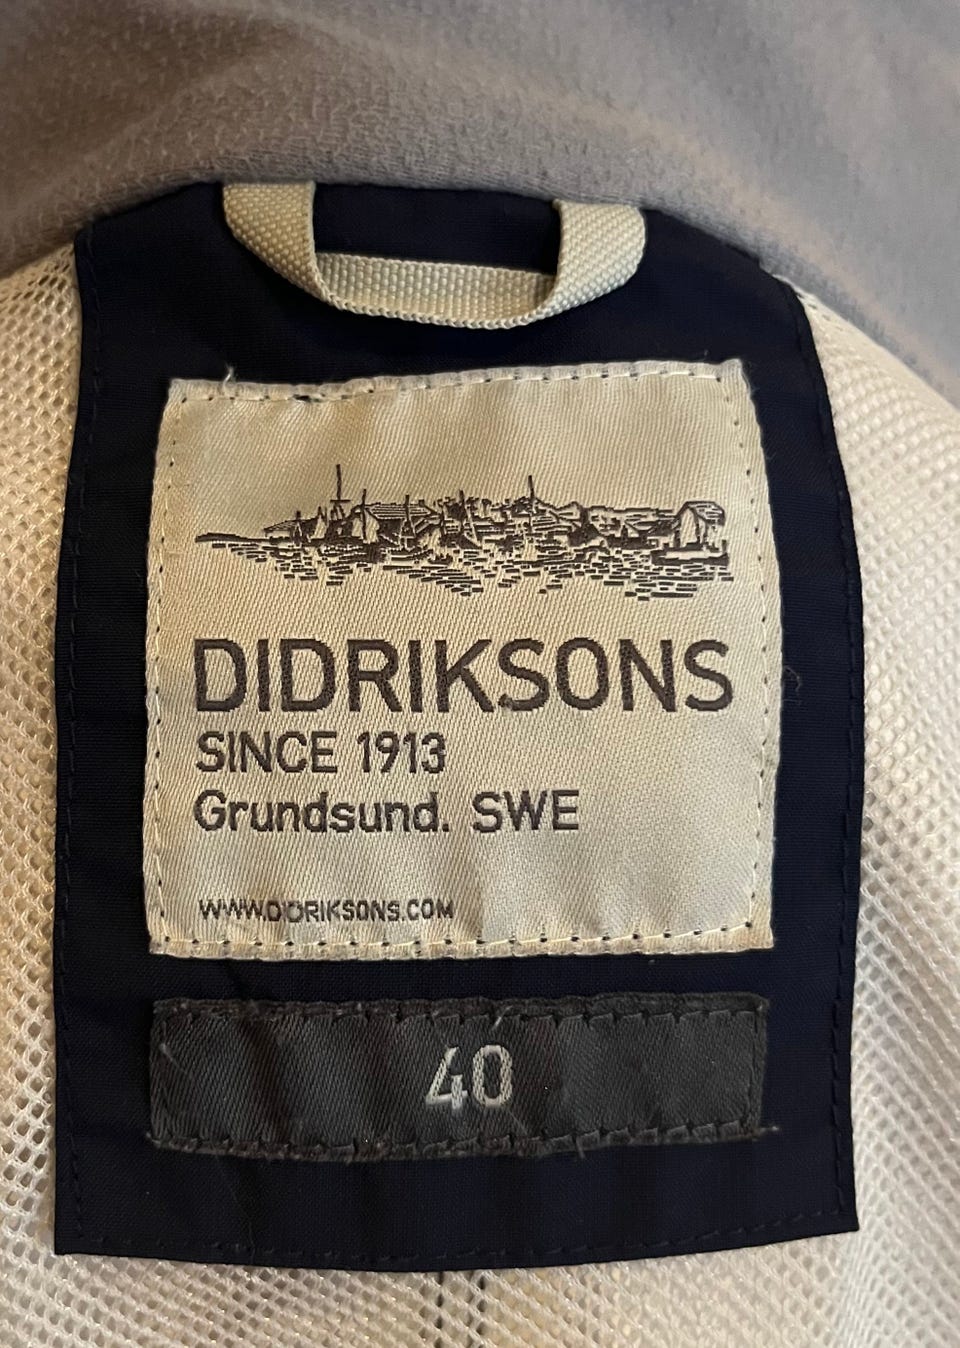 DIDRIKSONS
SINCE 1913
Grundsund. SWE
WWW.DIDRIKSONS.COM
40